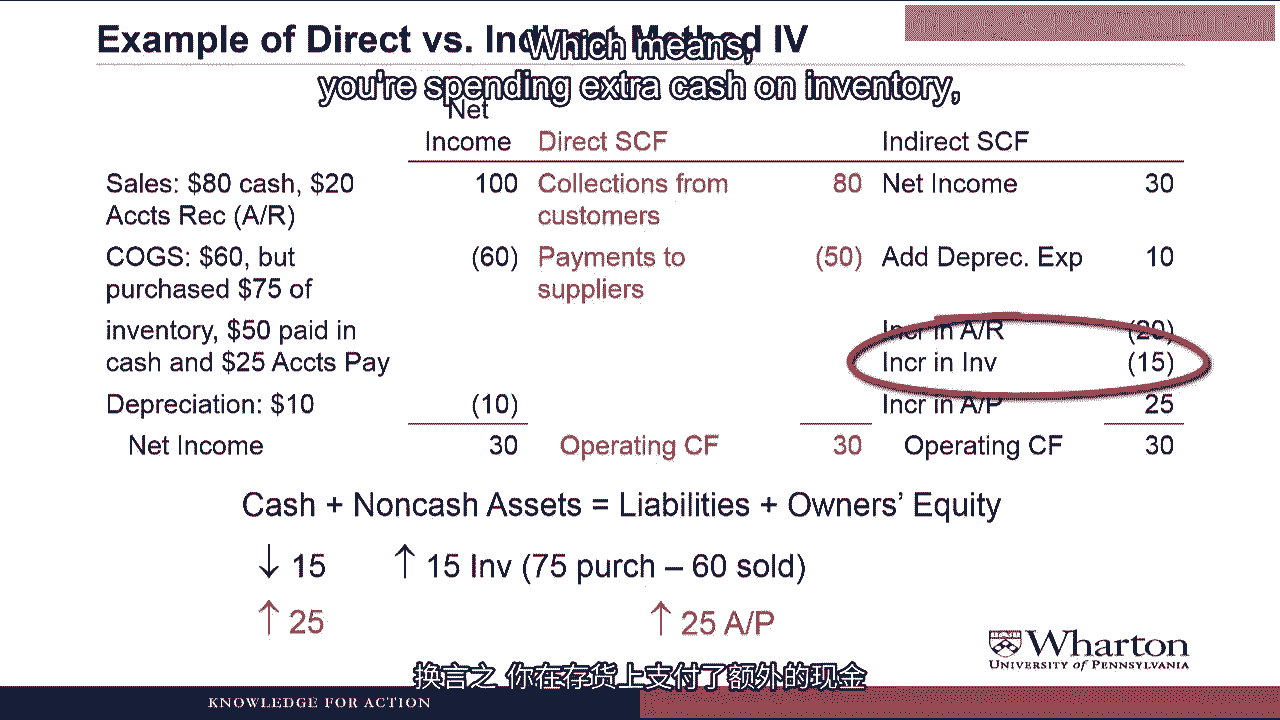 Example of Direct vs. Indirect Method IV
Which means,
you're spending extra cash on inventory,
Net
Income Direct SCF Indirect SCF
Sales: $80 cash, $20 100 Collections from 80 Net Income 30
Accts Rec (A/R) customers
COGS: $60, but (60) Payments to (50) Add Deprec. Exp 10
purchased $75 of suppliers
inventory, $50 paid in Incr in A/R (20)
cash and $25 Accts Pay Incr in Inv (15)
Depreciation: $10 (10) Incr in A/P 25
Net Income 30 Operating CF 30 Operating CF 30
Cash + Noncash Assets = Liabilities + Owners' Equity
↓ 15 ↑ 15 Inv (75 purch – 60 sold)
↑ 25 ↑ 25 A/P
Wharton
UNIVERSITY of PENNSYLVANIA
换言之 你在存货上支付了额外的现金
KNOWLEDGE FOR ACTION